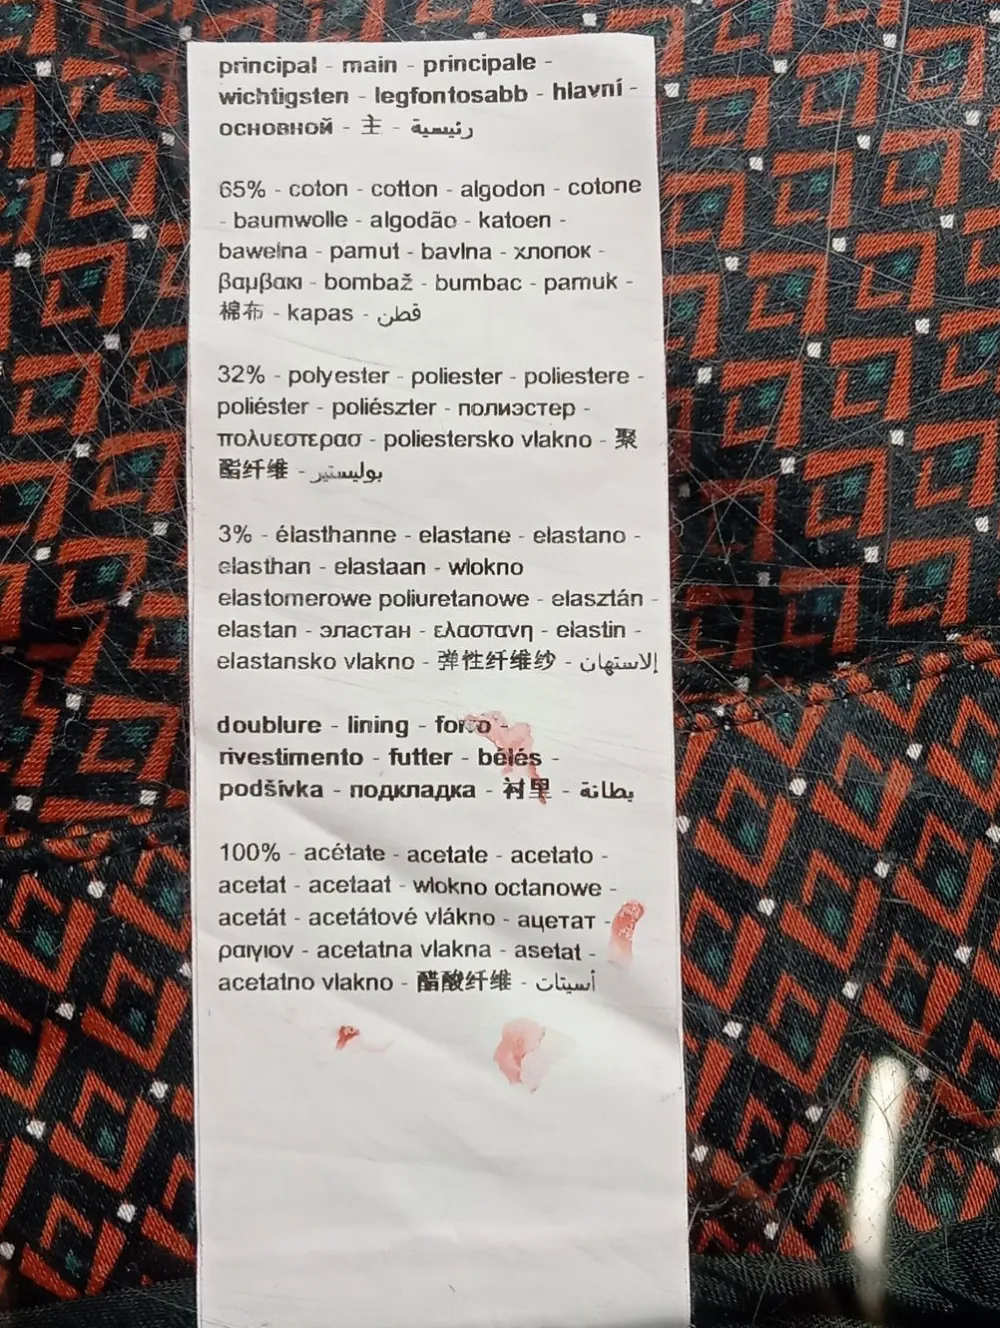 principal - main - principale -
wichtigsten - legfontosabb - hlavní -
основной - 主 - رئيسية
65% - coton - cotton - algodon - cotone
- baumwolle - algodão - katoen -
bawelna - pamut - bavlna - хлопок -
βαμβακι - bombaž - bumbac - pamuk -
棉布 - kapas - قطن
32% - polyester - poliester - poliestere -
poliéster - poliészter - полиэстер -
πολυεστερασ - poliestersko vlakno - 聚
酯纤维 - بوليستير
3% - élasthanne - elastane - elastano -
elasthan - elastaan - wlokno
elastomerowe poliuretanowe - elasztán -
elastan - эластан - ελαστανη - elastin -
elastansko vlakno - 弹性纤维纱 - إلاستهان
doublure - lining - forro -
rivestimento - futter - bélés -
podšívka - подкладка - 衬里 - بطانة
100% - acétate - acetate - acetato -
acetat - acetaat - wlokno octanowe -
acetát - acetátové vlákno - ацетат -
ραιγιον - acetatna vlakna - asetat -
acetatno vlakno - 醋酸纤维 - أسيتات